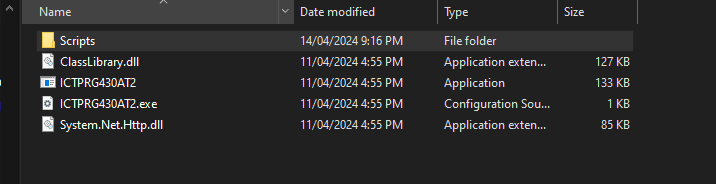 Name Date modified Type Size
Scripts 14/04/2024 9:16 PM File folder
ClassLibrary.dll 11/04/2024 4:55 PM Application exten... 127 KB
ICTPRG430AT2 11/04/2024 4:55 PM Application 133 KB
ICTPRG430AT2.exe 11/04/2024 4:55 PM Configuration Sou... 1 KB
System.Net.Http.dll 11/04/2024 4:55 PM Application exten... 85 KB